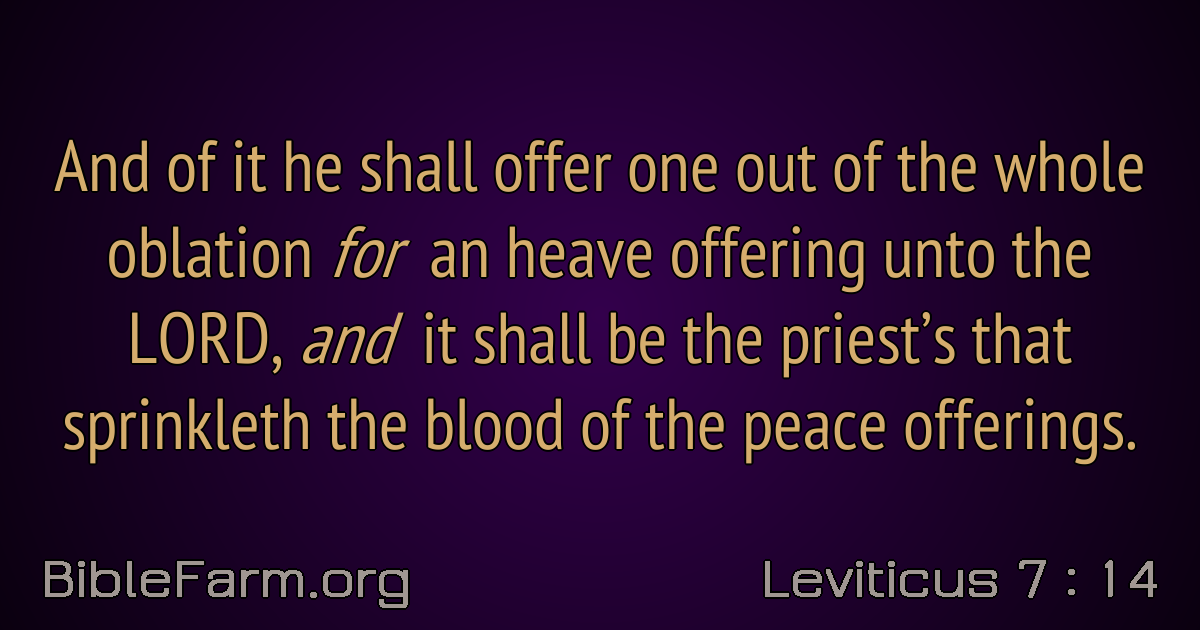 And of it he shall offer one out of the whole
oblation for an heave offering unto the
LORD, and it shall be the priest’s that
sprinkleth the blood of the peace offerings.
BibleFarm.org
Leviticus 7 : 14